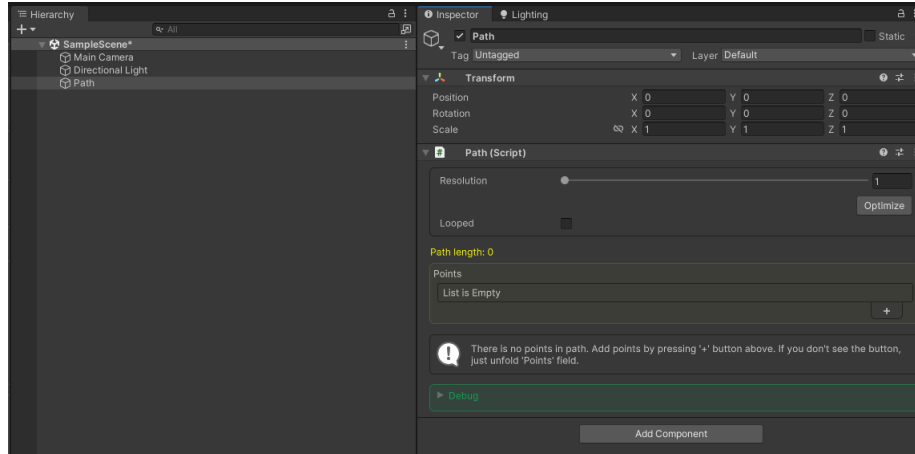 Hierarchy
All
SampleScene*
Main Camera
Directional Light
Path
Inspector
Lighting
Path
Static
Tag Untagged Layer Default
Transform
Position X 0 Y 0 Z 0
Rotation X 0 Y 0 Z 0
Scale X 1 Y 1 Z 1
# Path (Script)
Resolution 1
Optimize
Looped
Path length: 0
Points
List is Empty
+
There is no points in path. Add points by pressing '+' button above. If you don't see the button,
just unfold 'Points' field.
Debug
Add Component